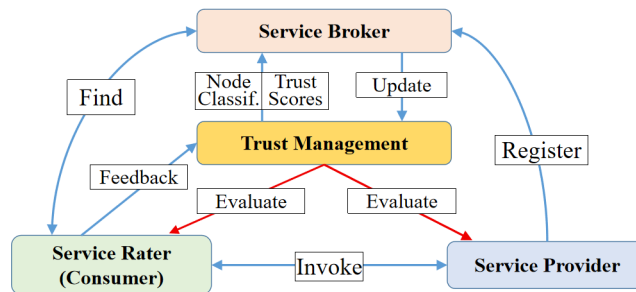 Service Broker
Node Classif.
Trust Scores
Update
Find
Trust Management
Register
Feedback
Evaluate
Evaluate
Service Rater
(Consumer)
Invoke
Service Provider